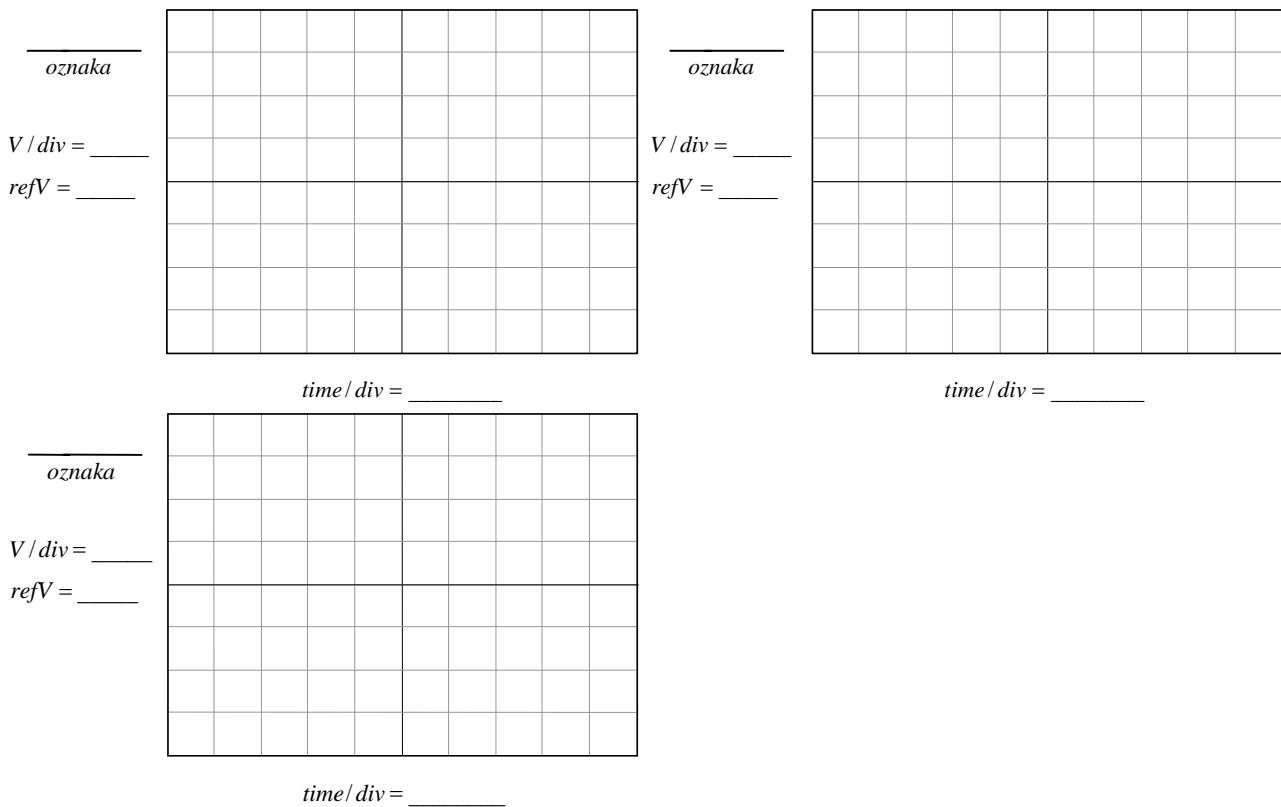 oznaka
V / div = _____
refV = _____
time / div = ________
oznaka
V / div = _____
refV = _____
time / div = ________
oznaka
V / div = _____
refV = _____
time / div = ________